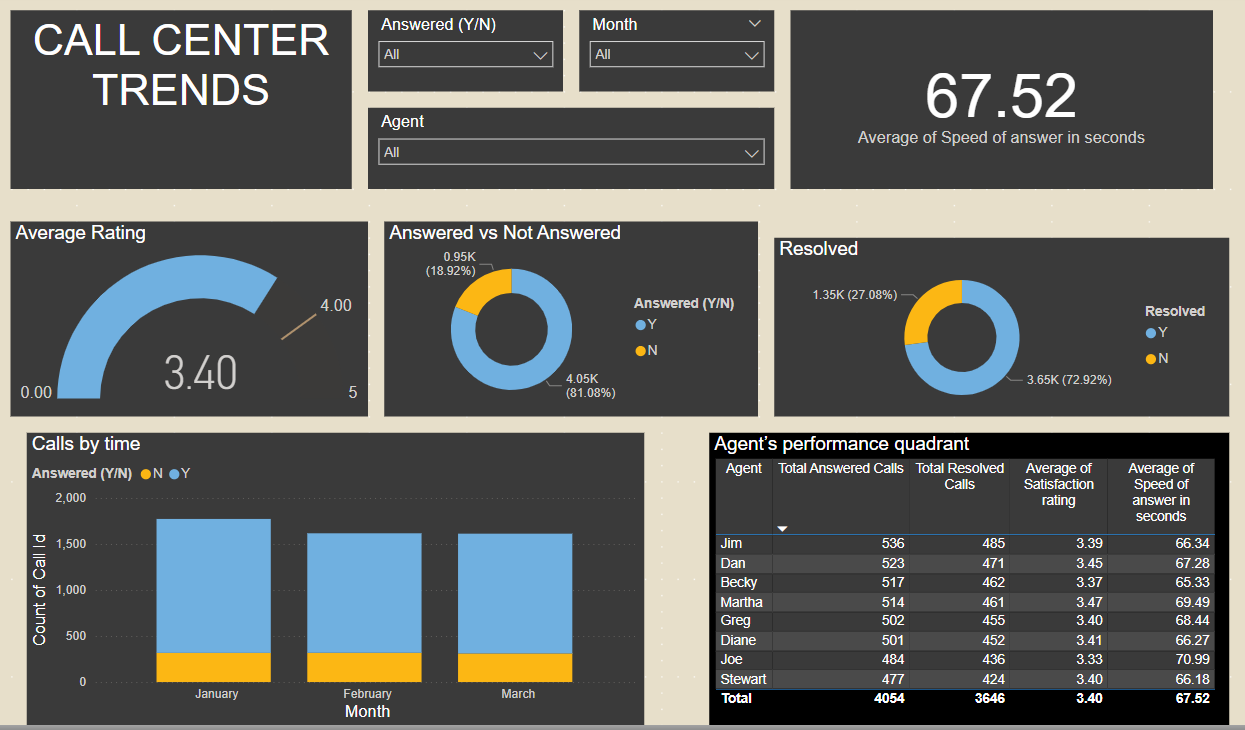 CALL CENTER
TRENDS
Answered (Y/N)
All
Month
All
Agent
All
67.52
Average of Speed of answer in seconds
Average Rating
4.00
3.40
0.00
5
Answered vs Not Answered
0.95K
(18.92%)
4.05K
(81.08%)
Answered (Y/N)
Y
N
Resolved
1.35K (27.08%)
3.65K (72.92%)
Resolved
Y
N
Calls by time
Answered (Y/N) N Y
Count of Call Id
2,000
1,500
1,000
500
0
January February March
Month
Agent's performance quadrant
Agent Total Answered Calls Total Resolved Calls Average of Satisfaction rating Average of Speed of answer in seconds
Jim 536 485 3.39 66.34
Dan 523 471 3.45 67.28
Becky 517 462 3.37 65.33
Martha 514 461 3.47 69.49
Greg 502 455 3.40 68.44
Diane 501 452 3.41 66.27
Joe 484 436 3.33 70.99
Stewart 477 424 3.40 66.18
Total 4054 3646 3.40 67.52